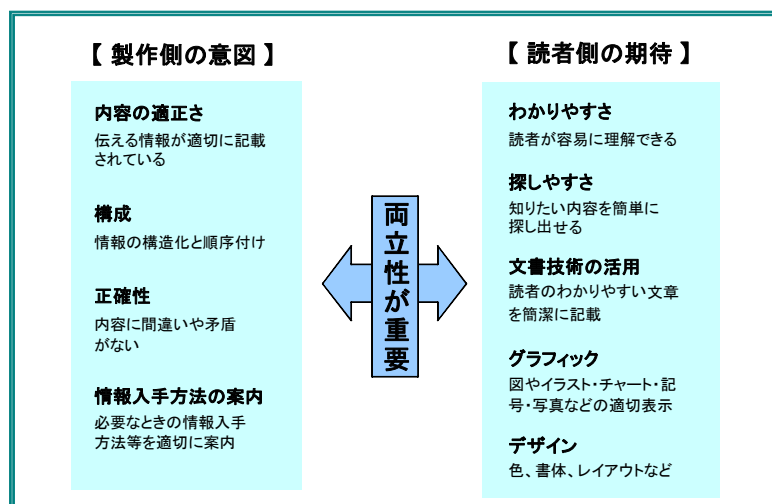 【 製作側の意図 】
内容の適正さ
伝える情報が適切に記載
されている
構成
情報の構造化と順序付け
正確性
内容に間違いや矛盾
がない
情報入手方法の案内
必要なときの情報入手
方法等を適切に案内
両立性が重要
【 読者側の期待 】
わかりやすさ
読者が容易に理解できる
探しやすさ
知りたい内容を簡単に
探し出せる
文書技術の活用
読者のわかりやすい文章
を簡潔に記載
グラフィック
図やイラスト・チャート・記
号・写真などの適切表示
デザイン
色、書体、レイアウトなど